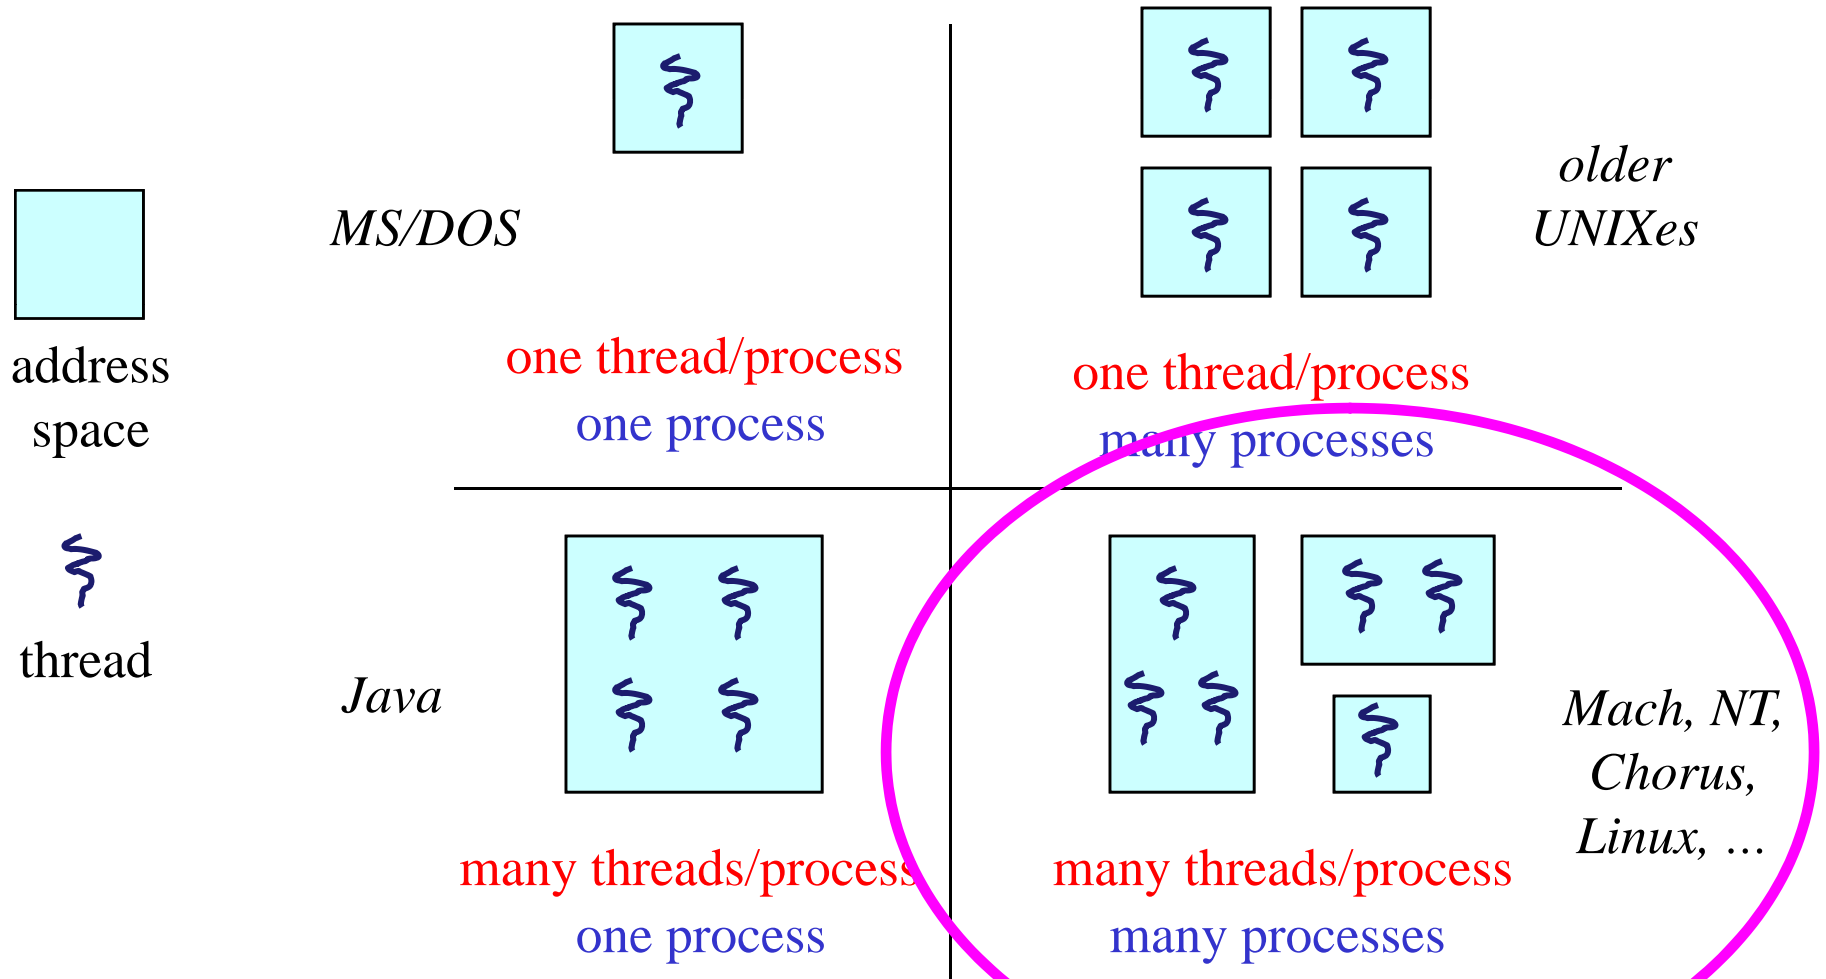 address
space
thread
MS/DOS
one thread/process
one process
older
UNIXes
one thread/process
many processes
Java
many threads/process
one process
Mach, NT,
Chorus,
Linux, ...
many threads/process
many processes